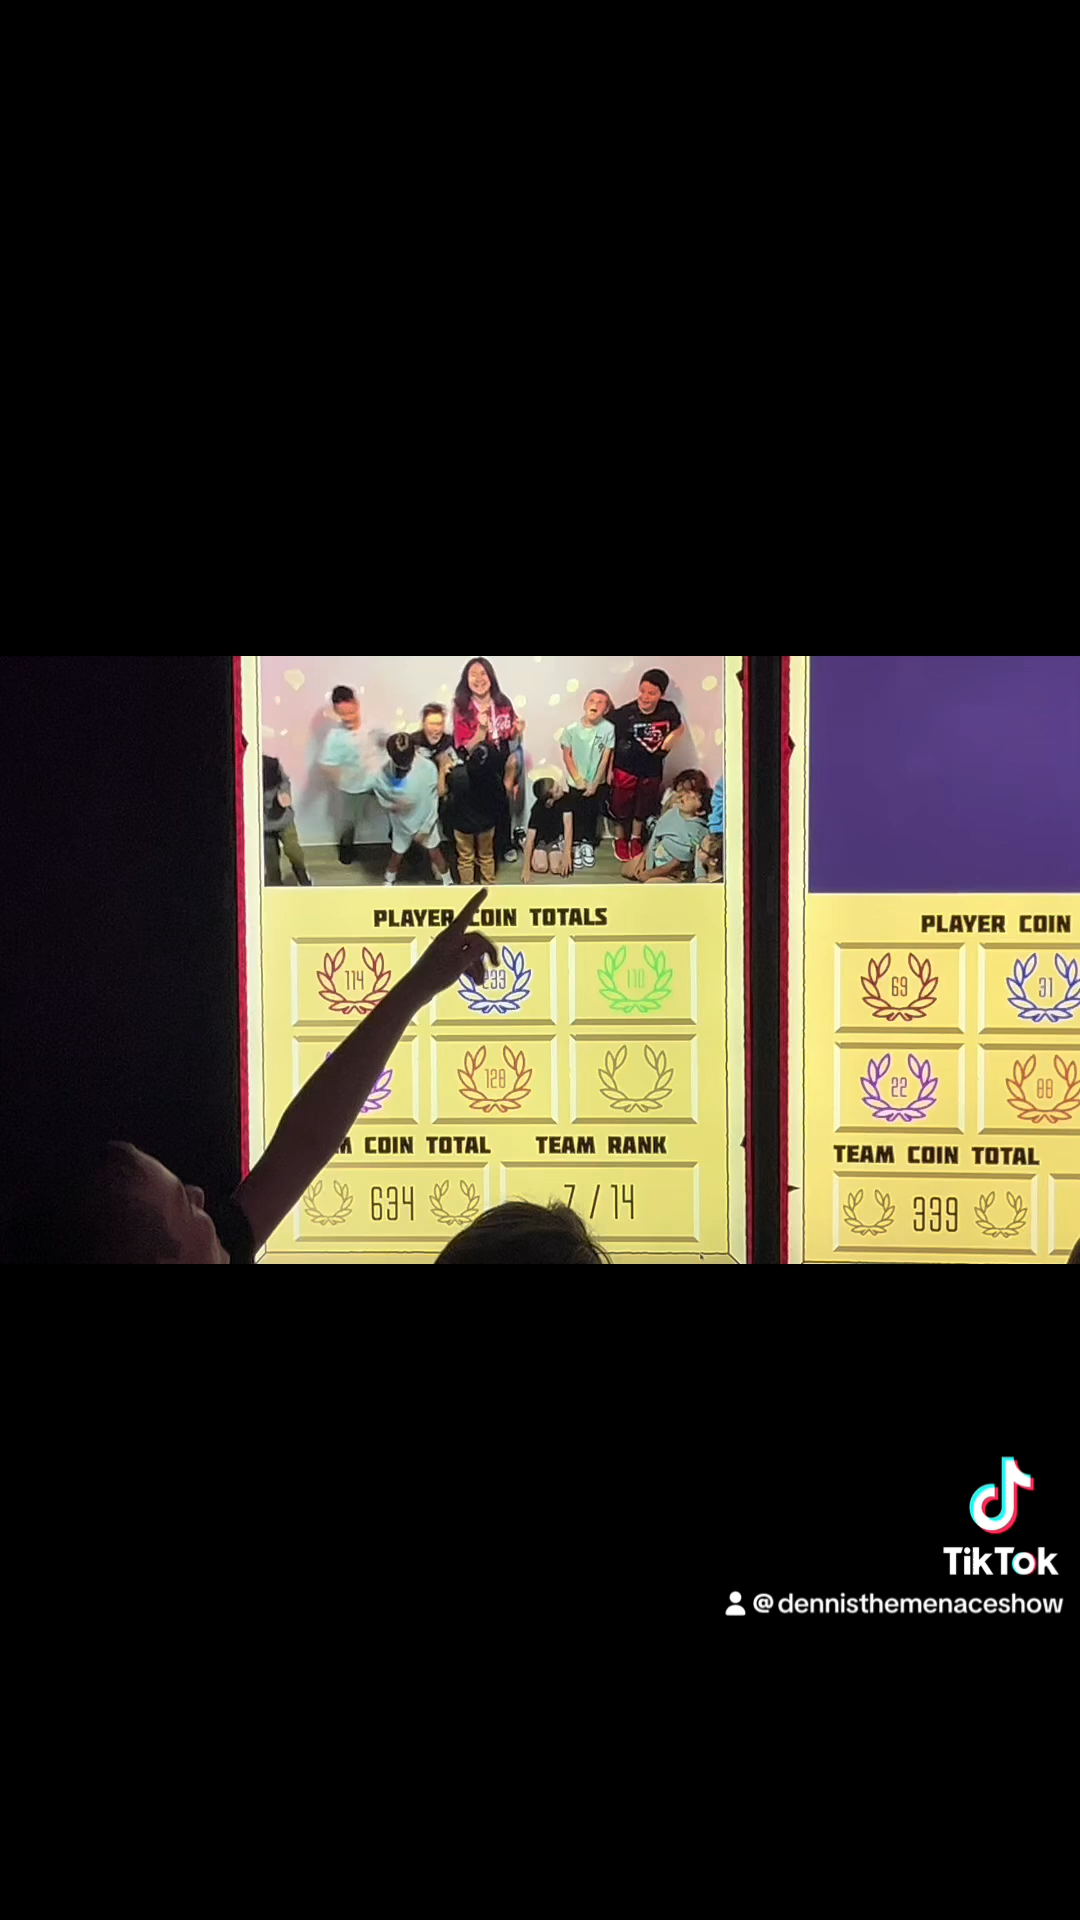 PLAYER COIN TOTALS
114
233
110
128
COIN TOTAL
TEAM RANK
634
7 / 14
PLAYER COIN
69
31
22
88
TEAM COIN TOTAL
339
TikTok
@dennisthemenaceshow